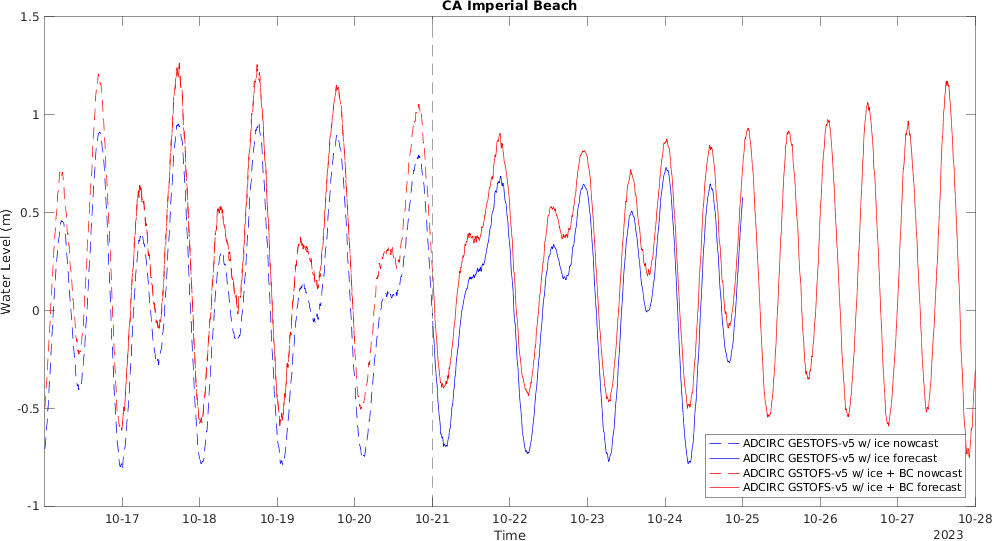 CA Imperial Beach
1.5
1
0.5
0
-0.5
-1
Water Level (m)
ADCIRC GESTOFS-v5 w/ ice nowcast
ADCIRC GESTOFS-v5 w/ ice forecast
ADCIRC GSTOFS-v5 w/ ice + BC nowcast
ADCIRC GSTOFS-v5 w/ ice + BC forecast
10-17 10-18 10-19 10-20 10-21 10-22 10-23 10-24 10-25 10-26 10-27 10-28
Time
2023